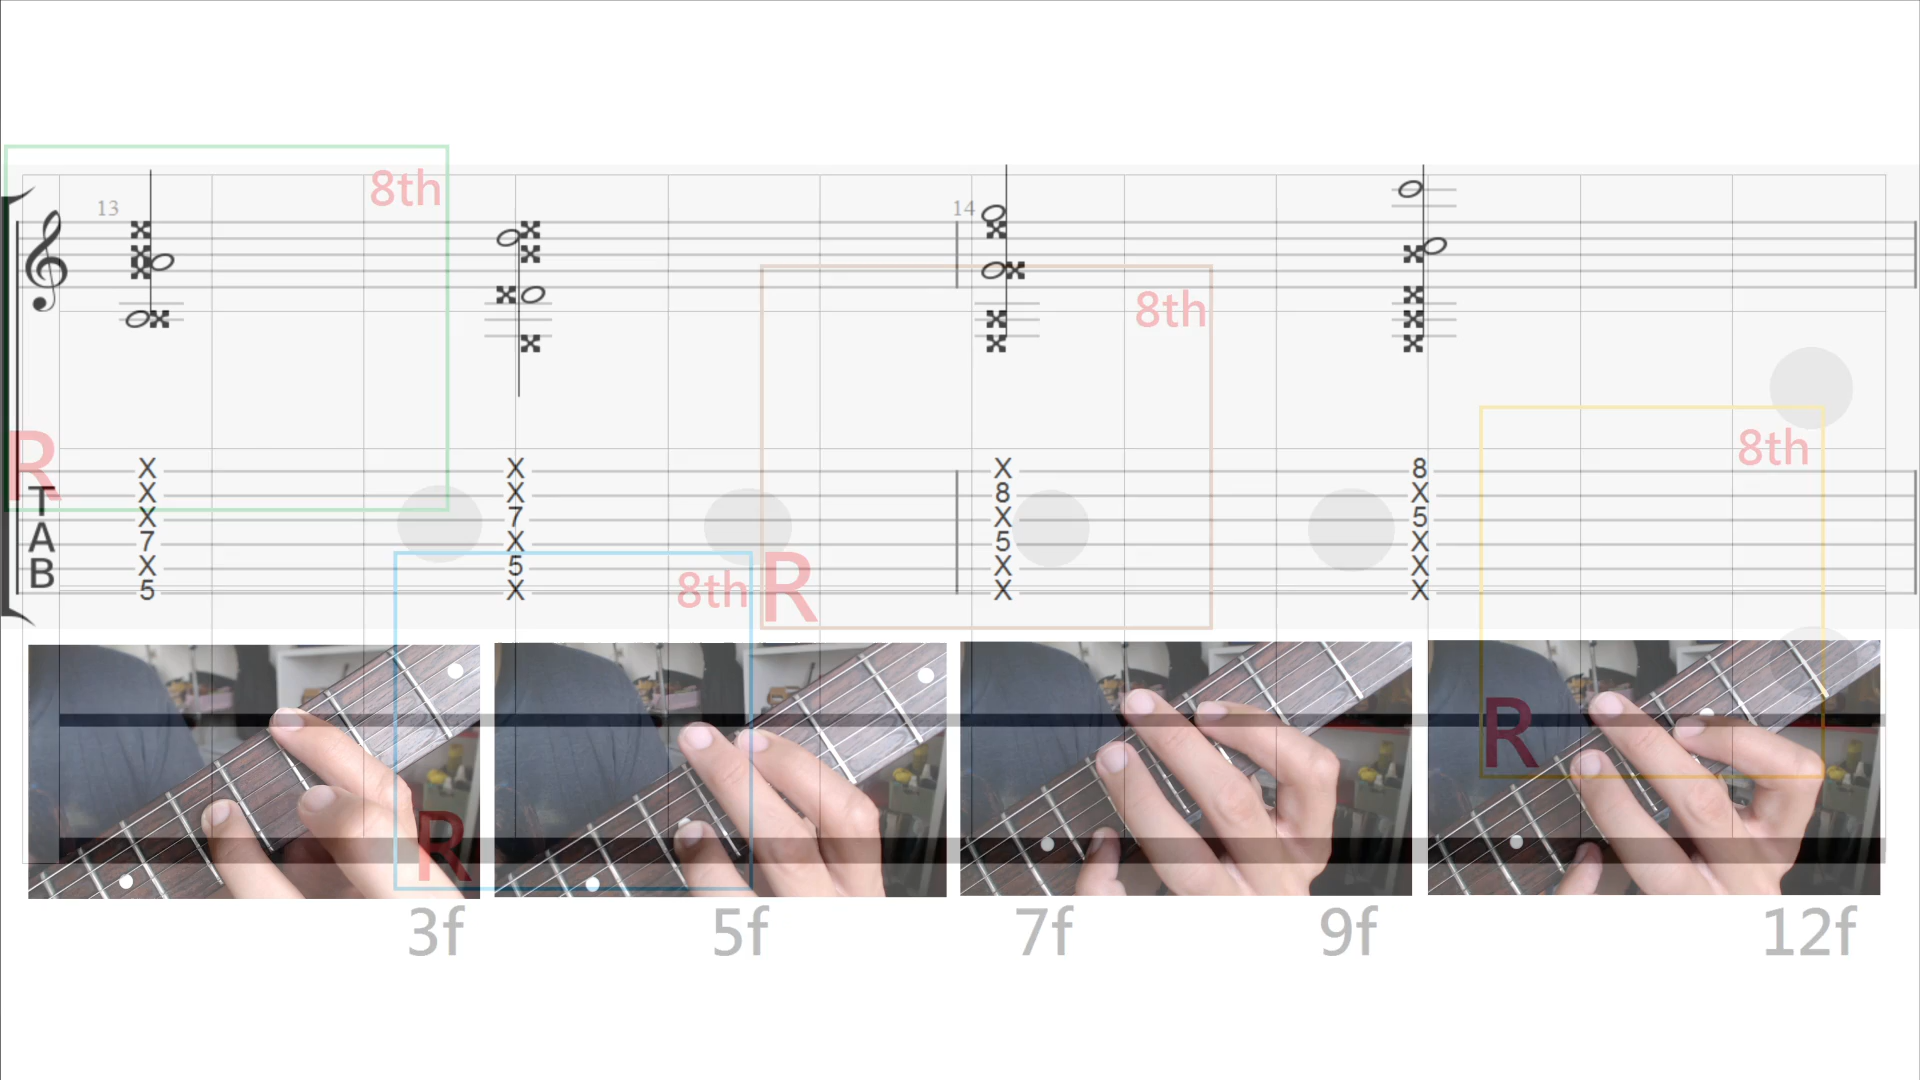 13
14
8th
8th
8th
8th
R
R
R
R
T
A
B
X X X 8
X X 8 X
X 7 X 5
7 X 5 X
X 5 X X
5 X X X
3f 5f 7f 9f 12f